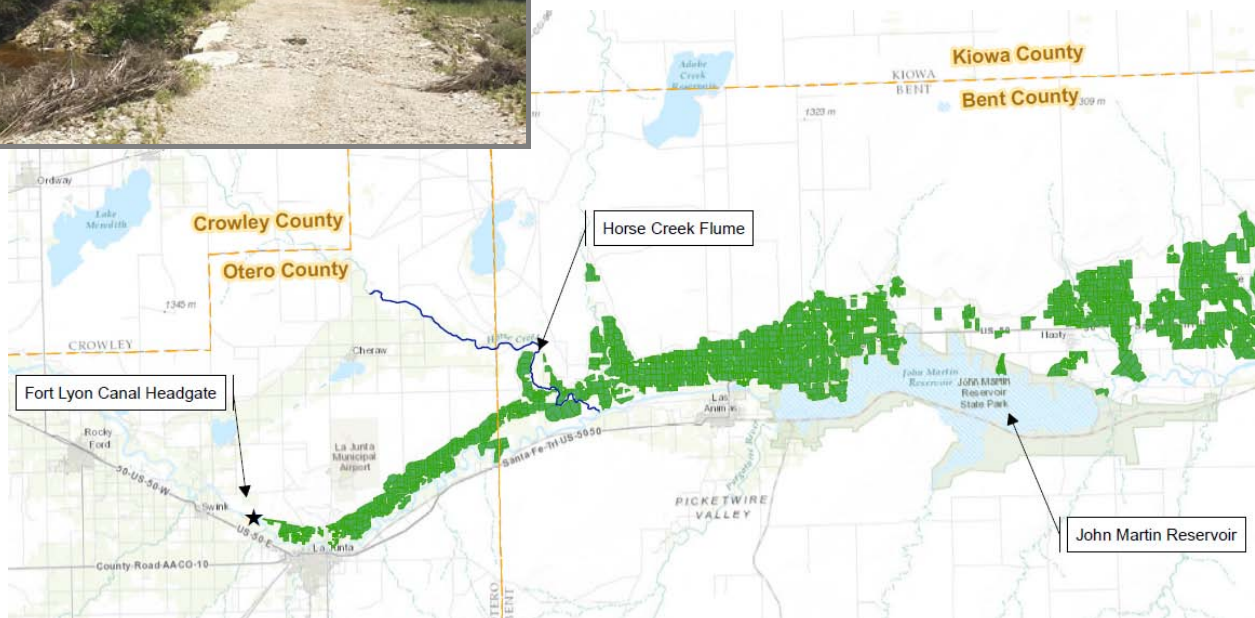 Kiowa County
KIOWA
BENT
Bent County
Adobe
Creek
Reservoir
1323 m
309 m
m
Ordway
Lake
Meredith
Crowley County
Otero County
Horse Creek Flume
1345 m
CROWLEY
Cheraw
Horse Creek
US-50
Hasty
Fort Lyon Canal Headgate
John Martin
Reservoir
John Martin
Reservoir
State Park
Las
Animas
Rocky
Ford
La Junta
Municipal
Airport
Santa-Fe-Trl-US-50
50
50-US-50-W
Swink
US-50-E
PICKETWIRE
VALLEY
La Junta
John Martin Reservoir
County Road AA
CO-10
OTERO
BENT